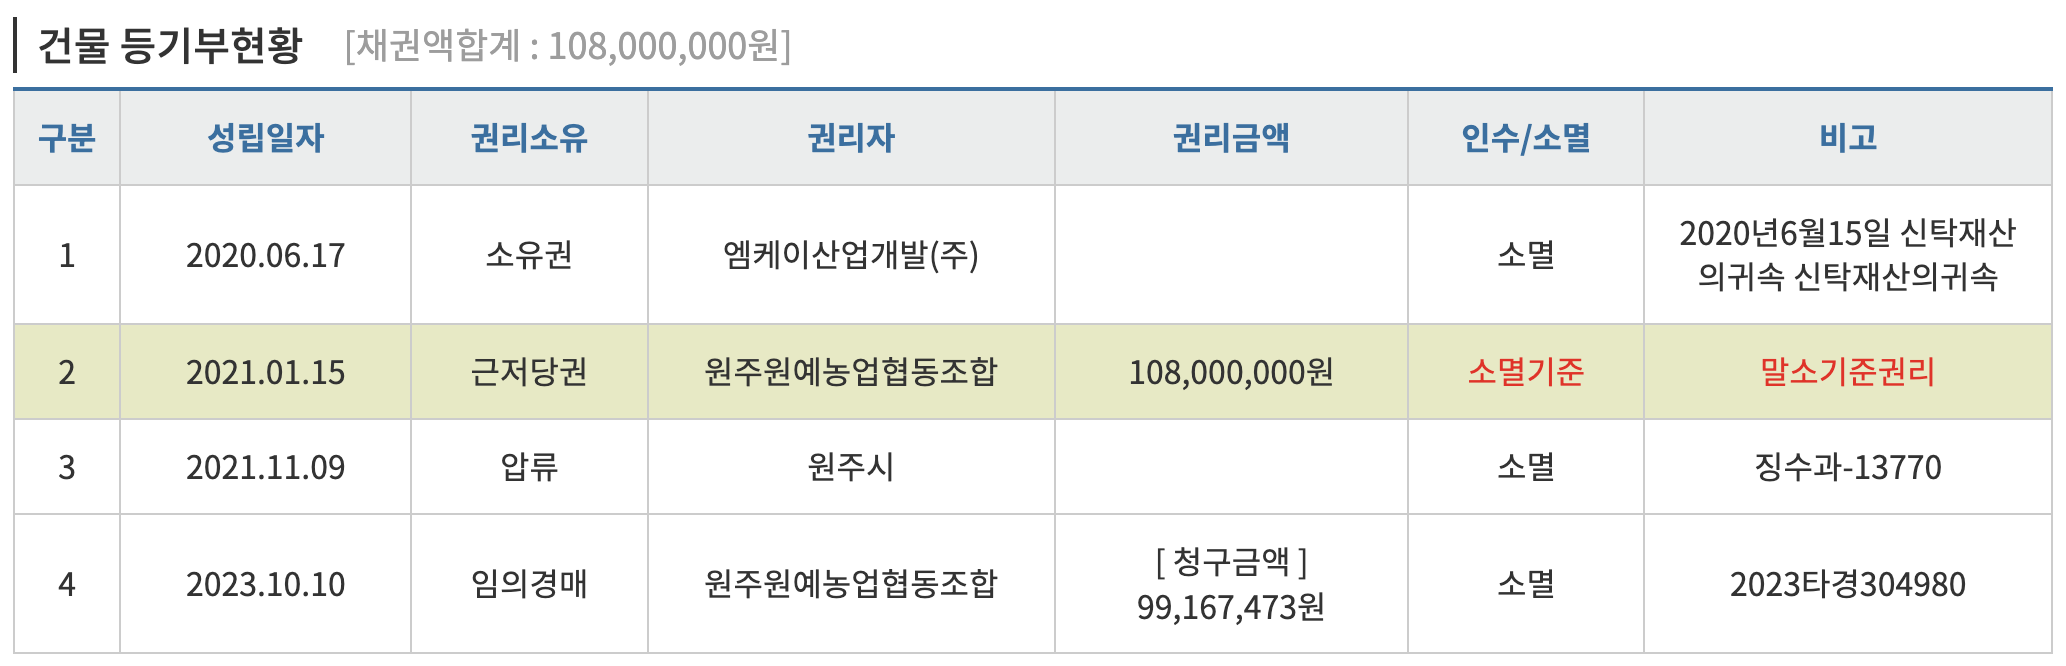 건물 등기부현황 [채권액합계 : 108,000,000원]
구분 성립일자 권리소유 권리자 권리금액 인수/소멸 비고
1 2020.06.17 소유권 엠케이산업개발(주) 소멸 2020년6월15일 신탁재산
의귀속 신탁재산의귀속
2 2021.01.15 근저당권 원주원예농업협동조합 108,000,000원 소멸기준 말소기준권리
3 2021.11.09 압류 원주시 소멸 징수과-13770
4 2023.10.10 임의경매 원주원예농업협동조합 [ 청구금액 ]
99,167,473원 소멸 2023타경304980